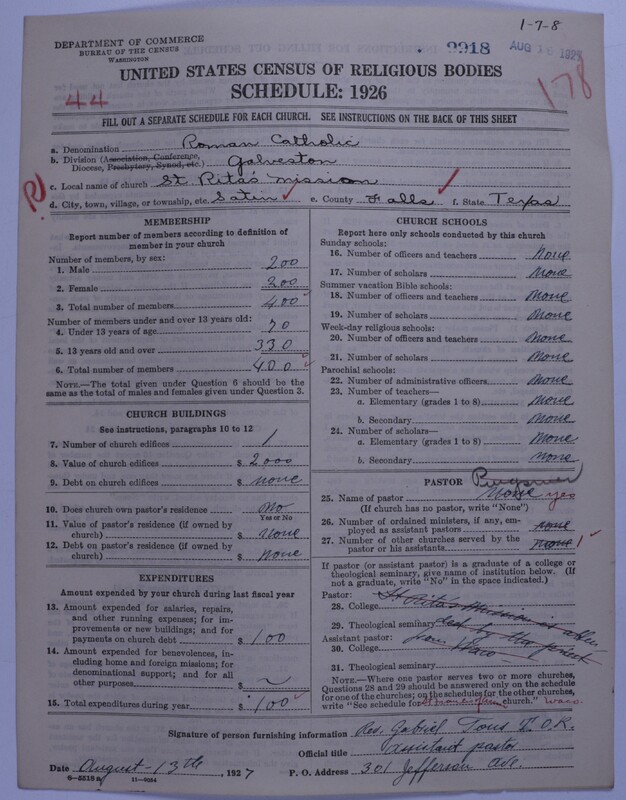 1-7-8
DEPARTMENT OF COMMERCE
BUREAU OF THE CENSUS
WASHINGTON
9918 AUG 16 1927
UNITED STATES CENSUS OF RELIGIOUS BODIES
44 178
SCHEDULE: 1926
FILL OUT A SEPARATE SCHEDULE FOR EACH CHURCH. SEE INSTRUCTIONS ON THE BACK OF THIS SHEET
a. Denomination Roman Catholic
b. Division (Association, Conference, Diocese, Presbytery, Synod, etc.) Galveston
c. Local name of church St. Rita's Mission
d. City, town, village, or township, etc. Satin e. County Falls f. State Texas
MEMBERSHIP
Report number of members according to definition of
member in your church
Number of members, by sex:
1. Male 200
2. Female 200
3. Total number of members 400
Number of members under and over 13 years old:
4. Under 13 years of age 70
5. 13 years old and over 330
6. Total number of members 400
NOTE.—The total given under Question 6 should be
same as the total of males and females given under Question 3.
CHURCH BUILDINGS
See instructions, paragraphs 10 to 12
7. Number of church edifices 1
8. Value of church edifices $ 2000
9. Debt on church edifices $ none
10. Does church own pastor's residence No
Yes or No
11. Value of pastor's residence (if owned by
church) $ none
12. Debt on pastor's residence (if owned by
church) $ none
EXPENDITURES
Amount expended by your church during last fiscal year
13. Amount expended for salaries, repairs,
and other running expenses; for im-
provements or new buildings; and for
payments on church debt $ 100
14. Amount expended for benevolences,
including home and foreign missions; for
denominational support; and for all
other purposes $
15. Total expenditures during year $ 100
CHURCH SCHOOLS
Report here only schools conducted by this church
Sunday schools:
16. Number of officers and teachers None
17. Number of scholars None
Summer vacation Bible schools:
18. Number of officers and teachers None
19. Number of scholars None
Week-day religious schools:
20. Number of officers and teachers None
21. Number of scholars None
Parochial schools:
22. Number of administrative officers None
23. Number of teachers—
a. Elementary (grades 1 to 8) None
b. Secondary None
24. Number of scholars—
a. Elementary (grades 1 to 8) None
b. Secondary None
PASTOR
25. Name of pastor None yes
(If church has no pastor, write "None")
26. Number of ordained ministers, if any, em-
ployed as assistant pastors none
27. Number of other churches served by the
pastor or his assistants none 1
If pastor (or assistant pastor) is a graduate of a college or
theological seminary, give name of institution below. (If
not a graduate, write "No" in the space indicated.)
Pastor:
28. College St Rita's Mission is
29. Theological seminary by the priest
Assistant pastor:
30. College from Waco
31. Theological seminary
NOTE.—Where one pastor serves two or more churches,
Questions 28 and 29 should be answered only on the schedule
for one of the churches; on the schedules for the other churches,
write "See schedule for church." Waco.
Signature of person furnishing information Rev. Gabriel Tous T.O.R.
Official title assistant pastor
Date August-13th, 1927 P. O. Address 301 Jefferson Ave.
6-5518 11-9054